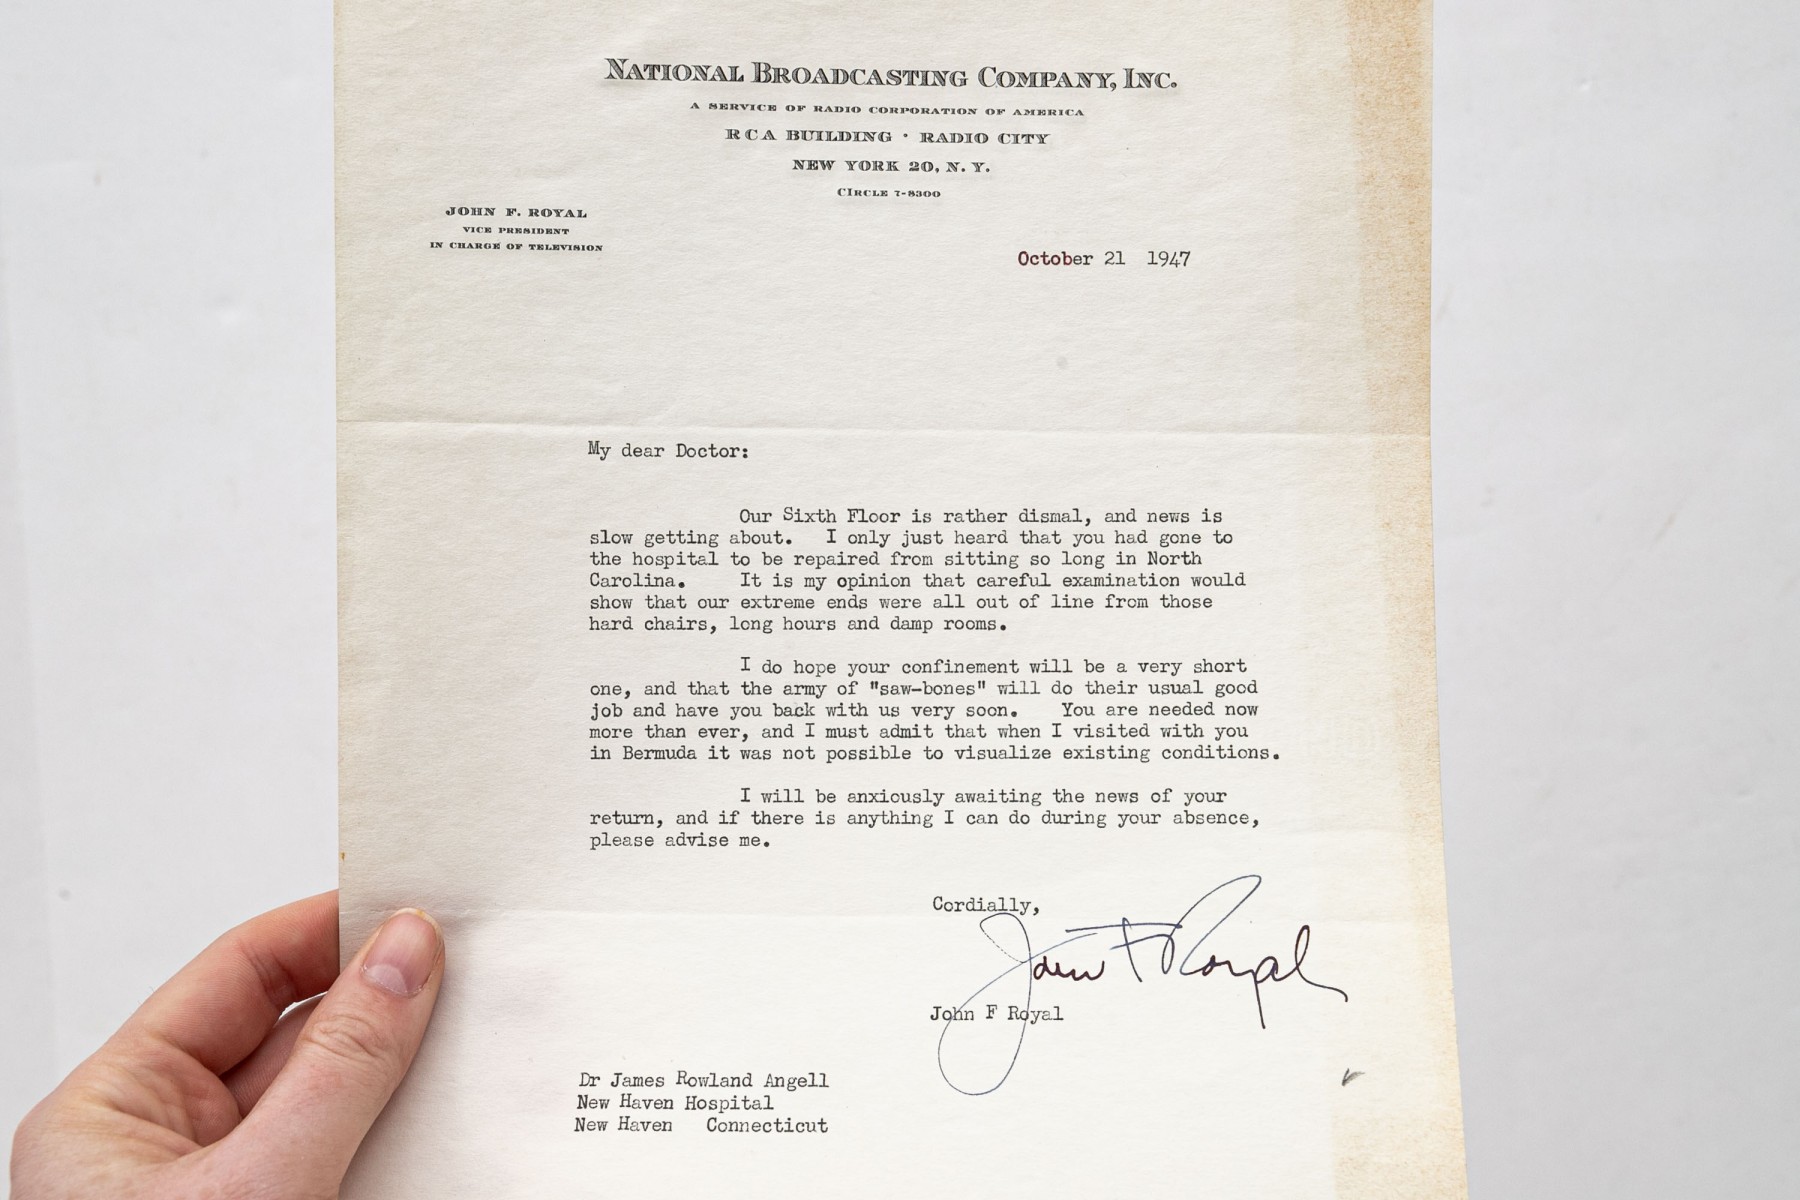 NATIONAL BROADCASTING COMPANY, INC.
A SERVICE OF RADIO CORPORATION OF AMERICA
RCA BUILDING · RADIO CITY
NEW YORK 20, N. Y.
CIRCLE 7-8300
JOHN F. ROYAL
VICE PRESIDENT
IN CHARGE OF TELEVISION
October 21 1947
My dear Doctor:
Our Sixth Floor is rather dismal, and news is
slow getting about. I only just heard that you had gone to
the hospital to be repaired from sitting so long in North
Carolina. It is my opinion that careful examination would
show that our extreme ends were all out of line from those
hard chairs, long hours and damp rooms.
I do hope your confinement will be a very short
one, and that the army of "saw-bones" will do their usual good
job and have you back with us very soon. You are needed now
more than ever, and I must admit that when I visited with you
in Bermuda it was not possible to visualize existing conditions.
I will be anxiously awaiting the news of your
return, and if there is anything I can do during your absence,
please advise me.
Cordially,
John F Royal
John F Royal
Dr James Rowland Angell
New Haven Hospital
New Haven Connecticut